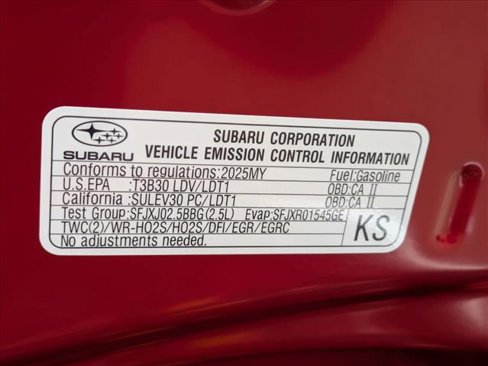 SUBARU CORPORATION
SUBARU VEHICLE EMISSION CONTROL INFORMATION
Conforms to regulations:2025MY Fuel:Gasoline
U.S.EPA :T3B30 LDV/LDT1 OBD:CA II
California :SULEV30 PC/LDT1 OBD:CA II
Test Group:SFJXJ02.5BBG(2.5L) Evap:SFJXR01545GE
TWC(2)/WR-HO2S/HO2S/DFI/EGR/EGRC KS
No adjustments needed.